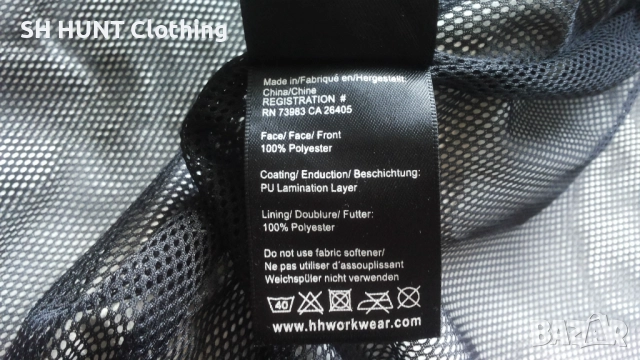 SH HUNT Clothing
Made in/Fabriqué en/Hergestellt
China/Chine
REGISTRATION #
RN 73983 CA 26405
Face/ Face/ Front
100% Polyester
Coating/ Enduction/ Beschichtung:
PU Lamination Layer
Lining/ Doublure/ Futter:
100% Polyester
Do not use fabric softener/
Ne pas utiliser d'assouplissant
Weichspüler nicht verwenden
40
www.hhworkwear.com
BAZAR